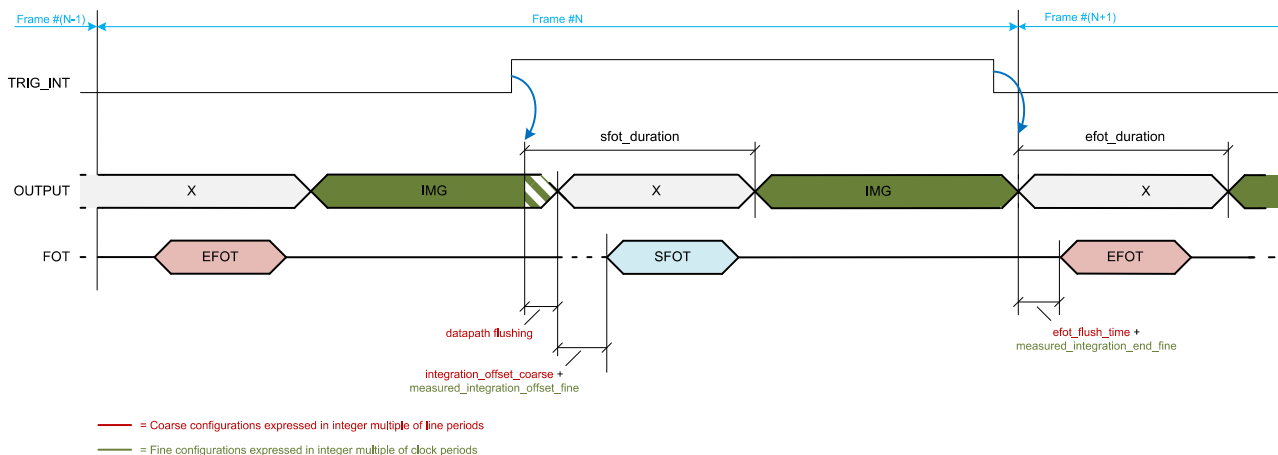 Frame #(N-1)
Frame #N
Frame #(N+1)
TRIG_INT
sfot_duration
efot_duration
OUTPUT
X
IMG
X
IMG
X
FOT
EFOT
SFOT
EFOT
datapath flushing
efot_flush_time +
measured_integration_end_fine
integration_offset_coarse +
measured_integration_offset_fine
= Coarse configurations expressed in integer multiple of line periods
= Fine configurations expressed in integer multiple of clock periods